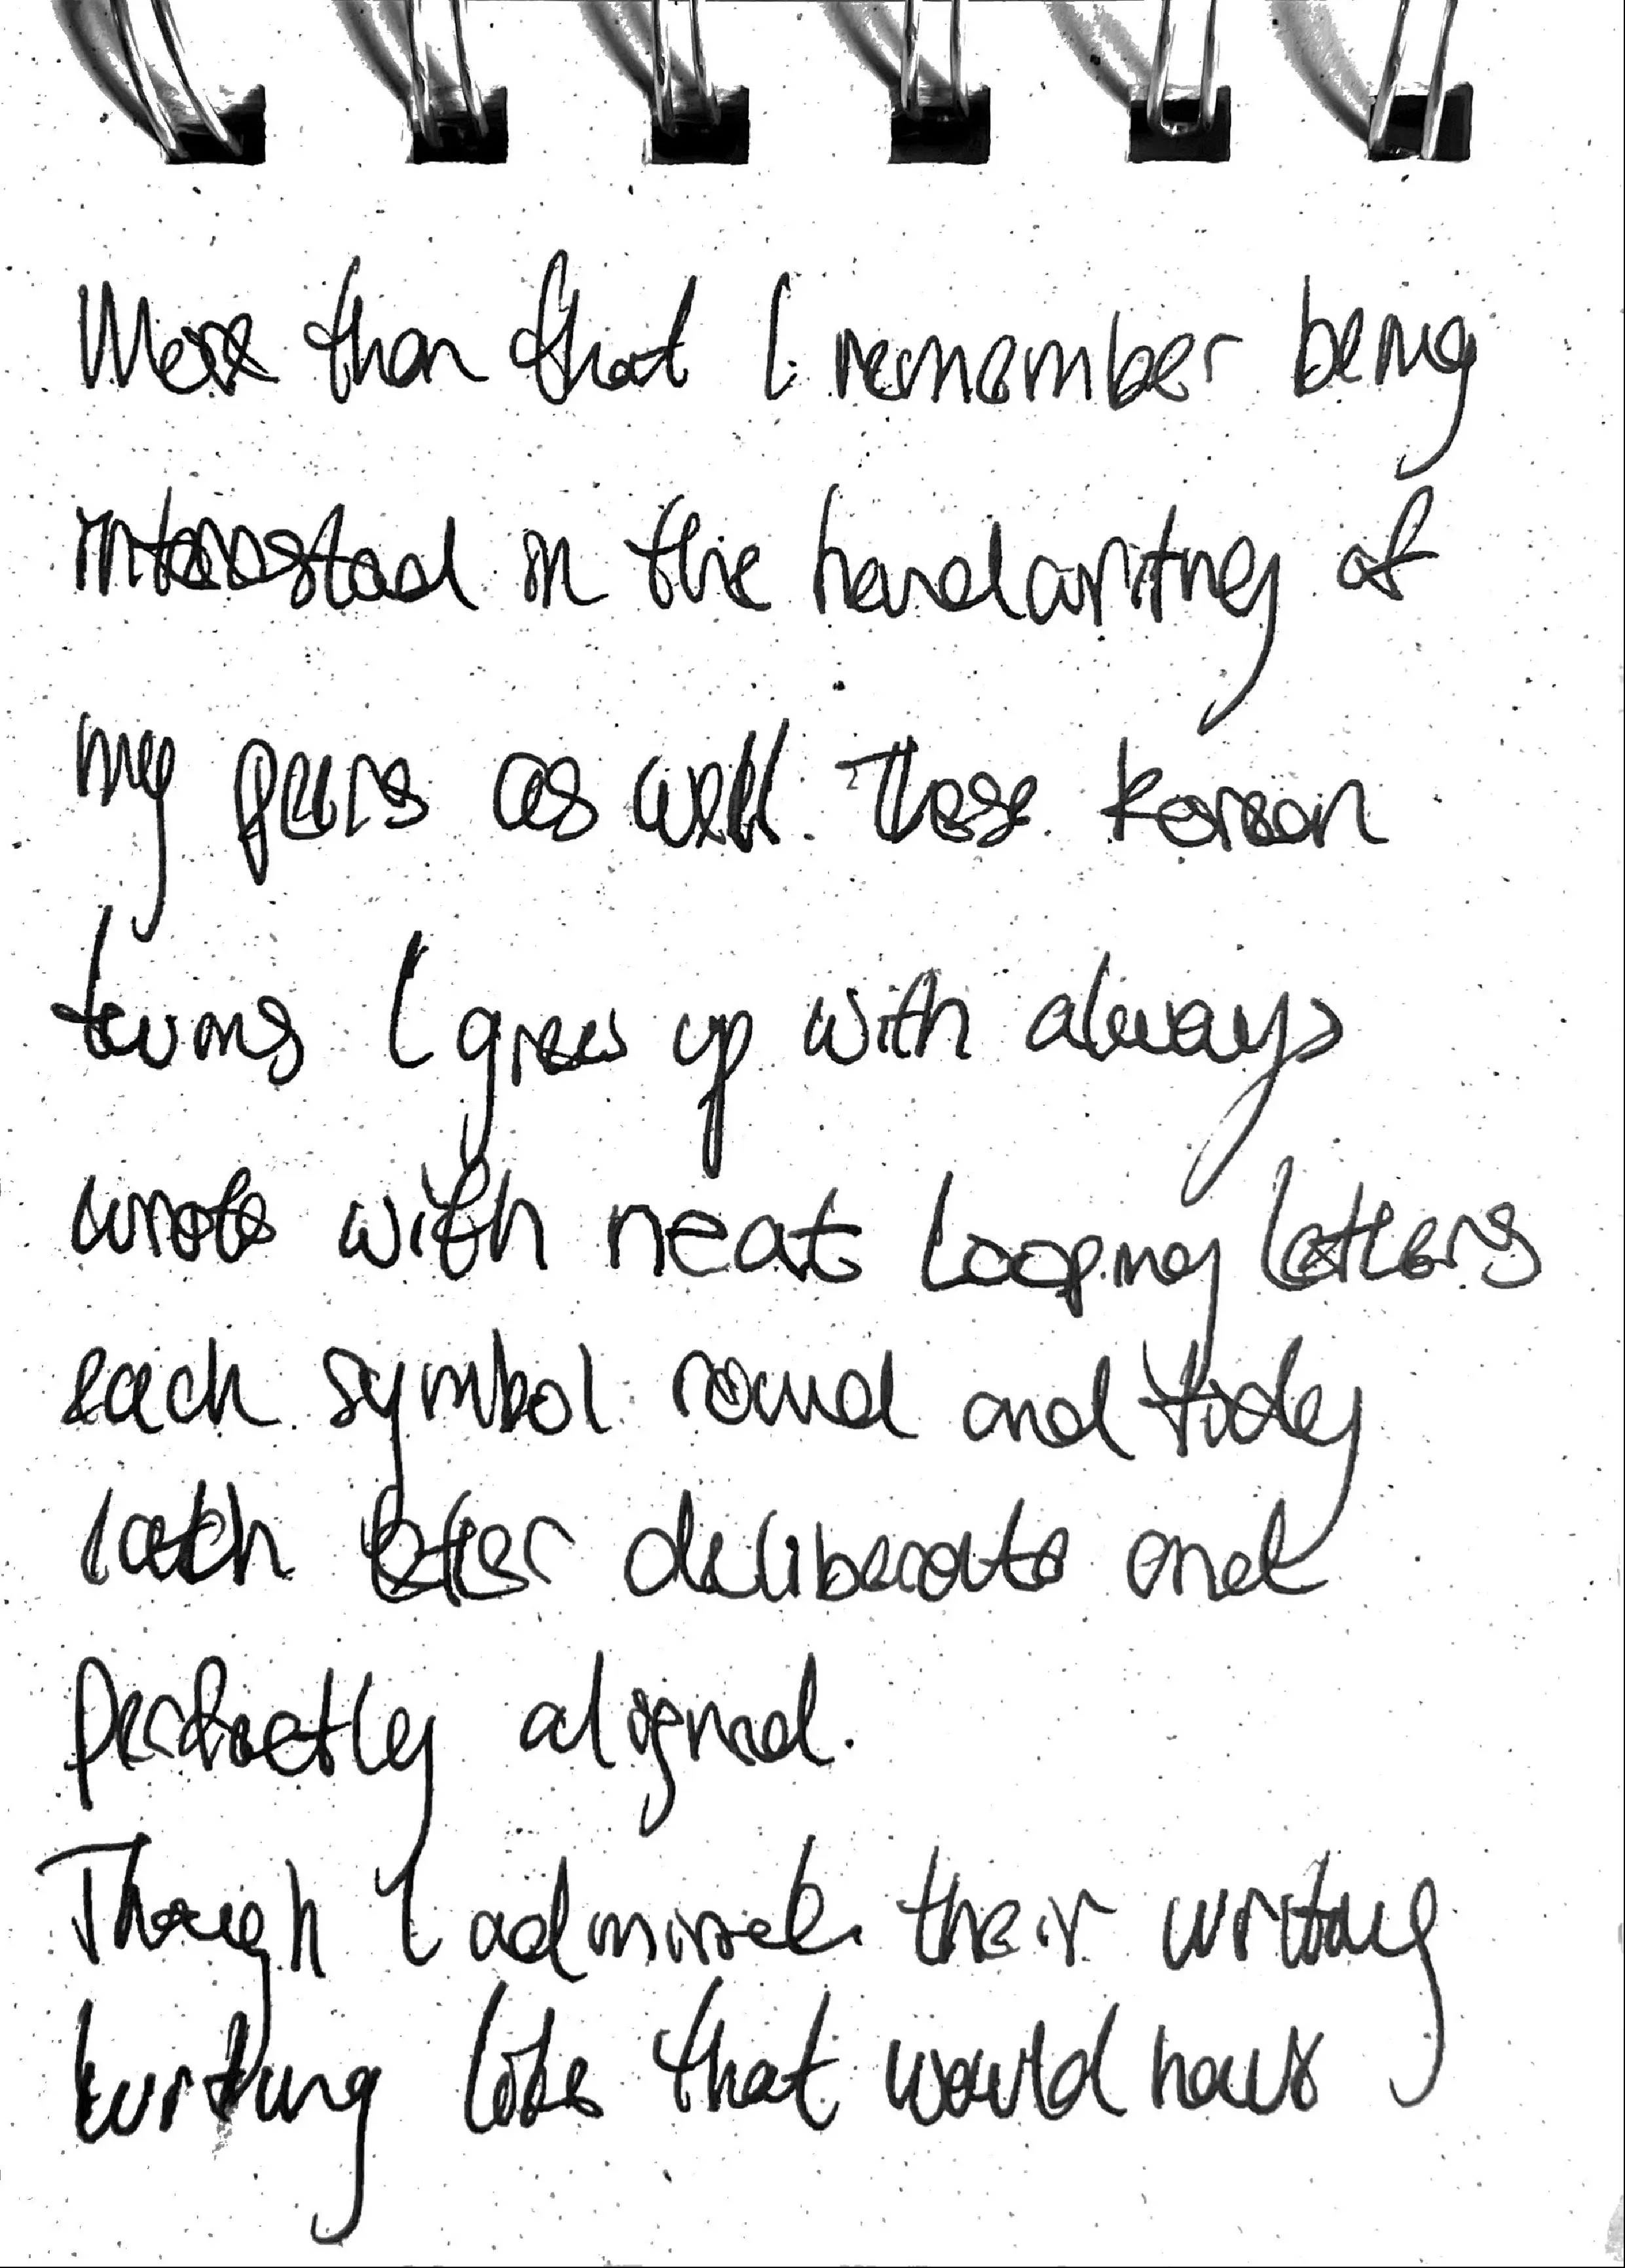 More than that I remember being
interested in the handwriting of
my peers as well. These Korean
twins I grew up with always
wrote with neat looping letters
each symbol round and tidy
each letter deliberate and
perfectly aligned.
Though I admired their writing
writing like that would have